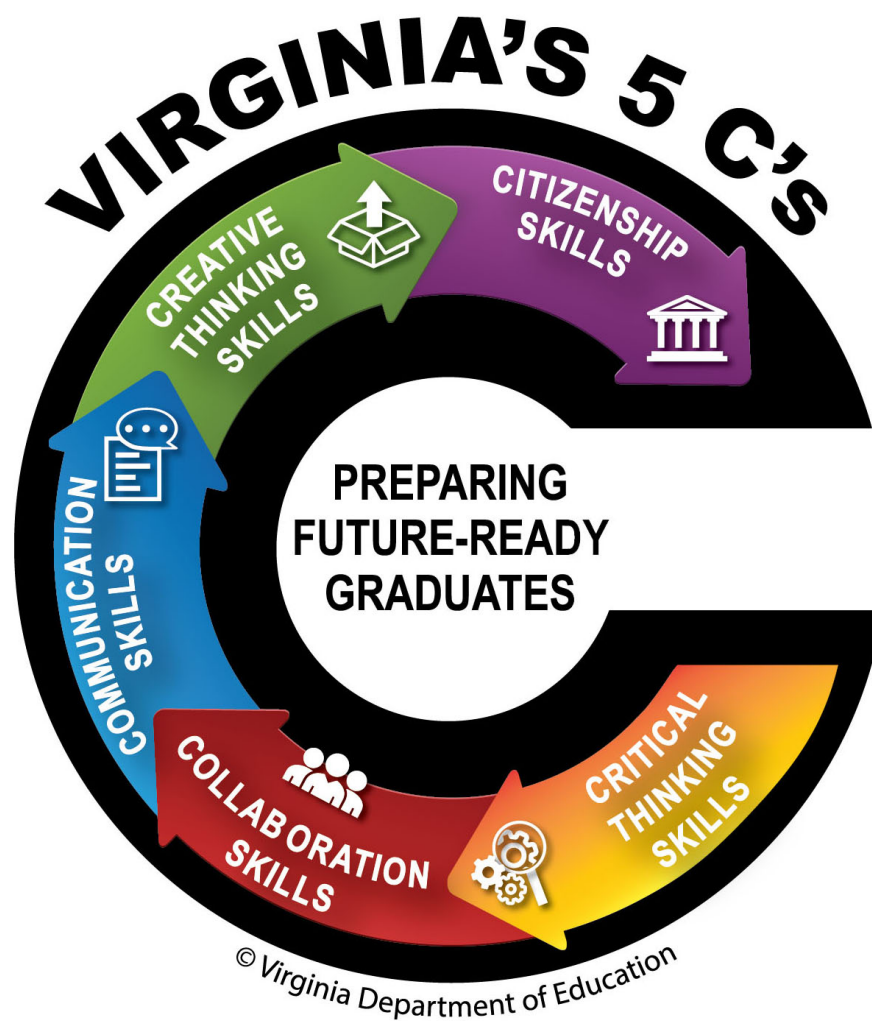 VIRGINIA'S 5 C's
CITIZENSHIP
SKILLS
CREATIVE
THINKING
SKILLS
COMMUNICATION
SKILLS
PREPARING
FUTURE-READY
GRADUATES
COLLABORATION
SKILLS
CRITICAL
THINKING
SKILLS
© Virginia Department of Education